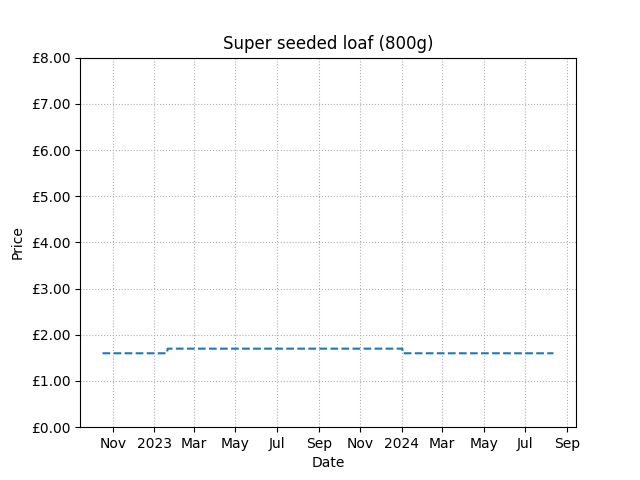 Super seeded loaf (800g)
£8.00
£7.00
£6.00
£5.00
£4.00
£3.00
£2.00
£1.00
£0.00
Price
Nov 2023 Mar May Jul Sep Nov 2024 Mar May Jul Sep
Date